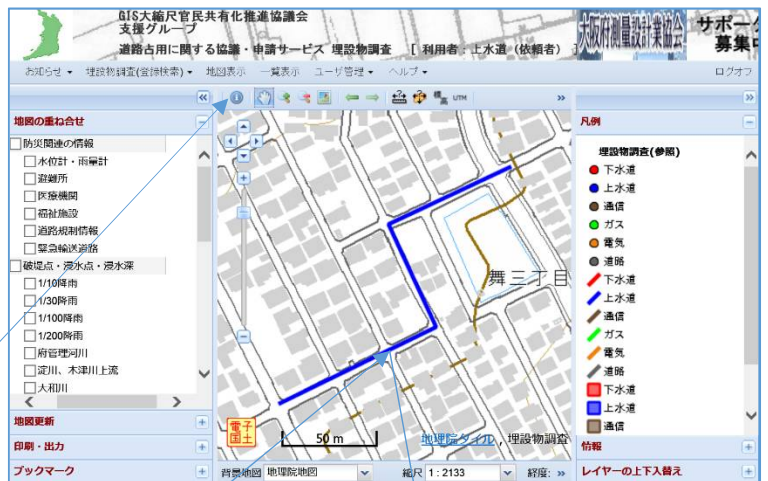 GIS大縮尺官民共有化推進協議会
支援グループ
道路占用に関する協議・申請サービス 埋設物調査 [ 利用者：上水道（依頼者） ]
大阪府測量設計業協会
サポータ
募集中
お知らせ 埋設物調査(登録検索) 地図表示 一覧表示 ユーザ管理 ヘルプ ログオフ
地図の重ね合せ
防災関連の情報
水位計・雨量計
避難所
医療機関
福祉施設
道路規制情報
緊急輸送道路
破堤点・浸水点・浸水深
1/10降雨
1/30降雨
1/100降雨
1/200降雨
府管理河川
淀川、木津川上流
大和川
地図更新
印刷・出力
ブックマーク
標高 UTM
舞三丁目
電子国土
50 m
地理院タイル, 埋設物調査
背景地図 地理院地図 縮尺 1 : 2133 経度:
凡例
埋設物調査(参照)
下水道
上水道
通信
ガス
電気
道路
下水道
上水道
通信
ガス
電気
道路
下水道
上水道
通信
情報
レイヤーの上下入替え